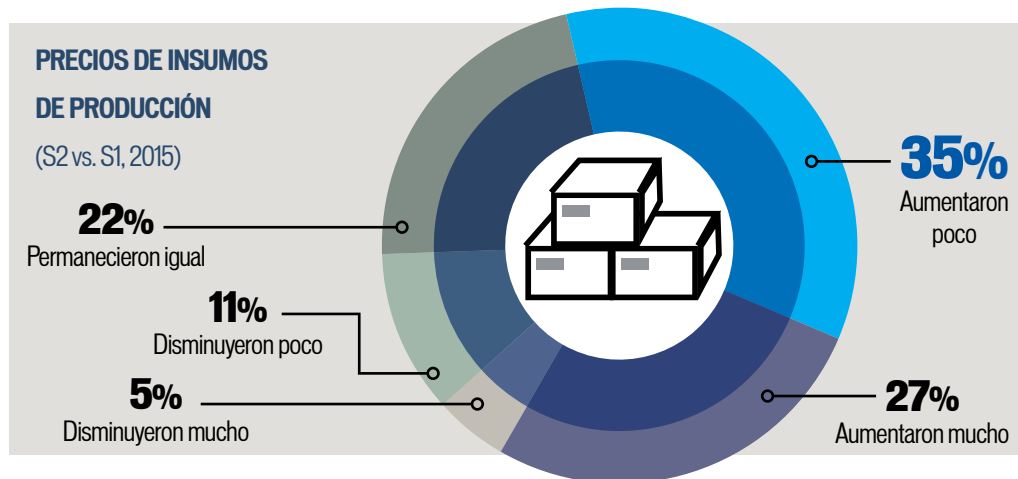 PRECIOS DE INSUMOS
DE PRODUCCIÓN
(S2 vs. S1, 2015)
35%
Aumentaron
poco
22%
Permanecieron igual
11%
Disminuyeron poco
5%
Disminuyeron mucho
27%
Aumentaron mucho